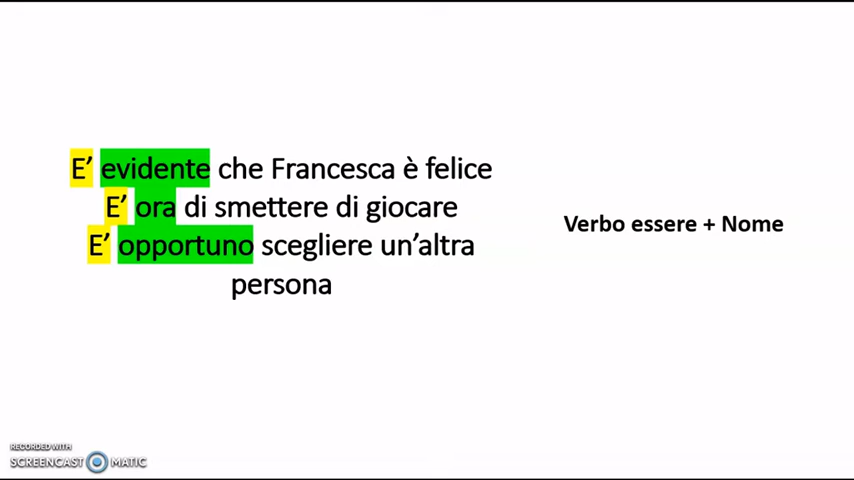 E’ evidente che Francesca è felice
E’ ora di smettere di giocare
E’ opportuno scegliere un’altra
persona
Verbo essere + Nome
RECORDED WITH
SCREENCAST MATIC